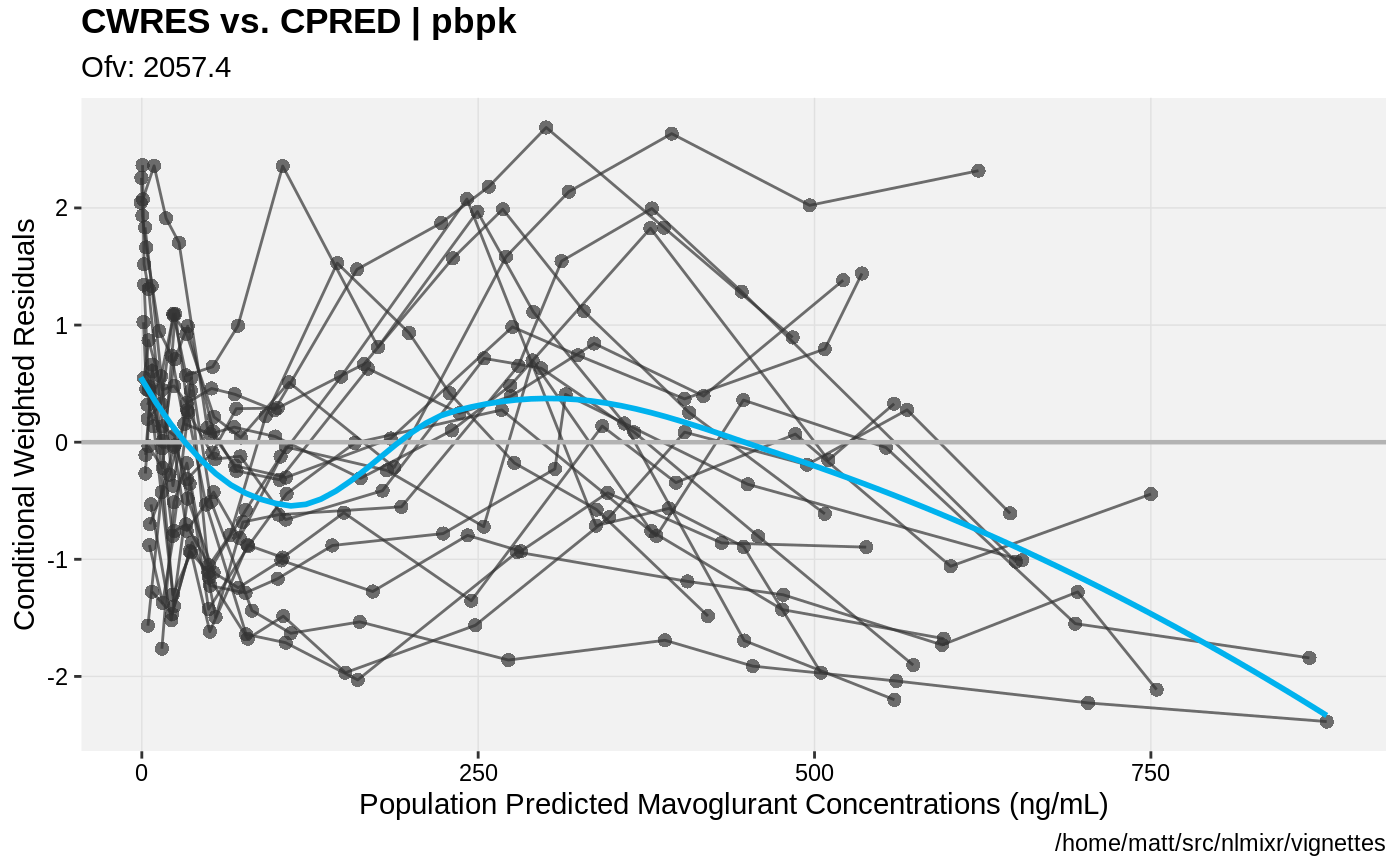 CWRES vs. CPRED | pbpk
Ofv: 2057.4
Conditional Weighted Residuals
2
1
0
-1
-2
0 250 500 750
Population Predicted Mavoglurant Concentrations (ng/mL)
/home/matt/src/nlmixr/vignettes